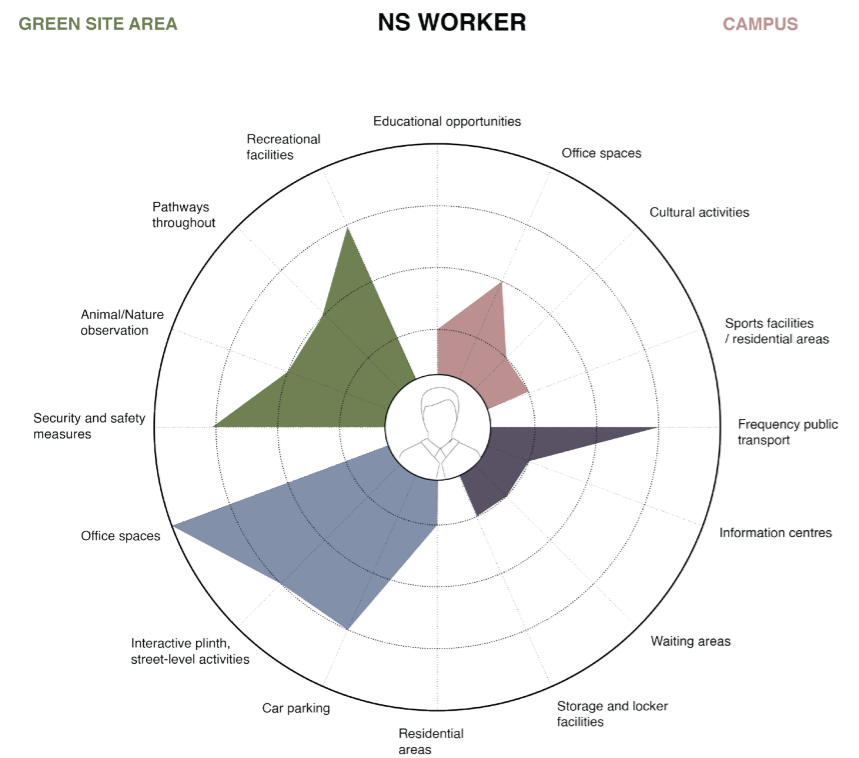 GREEN SITE AREA
NS WORKER
CAMPUS
Educational opportunities
Office spaces
Cultural activities
Sports facilities
/ residential areas
Frequency public
transport
Information centres
Waiting areas
Storage and locker
facilities
Residential
areas
Car parking
Interactive plinth,
street-level activities
Office spaces
Security and safety
measures
Animal/Nature
observation
Pathways
throughout
Recreational
facilities